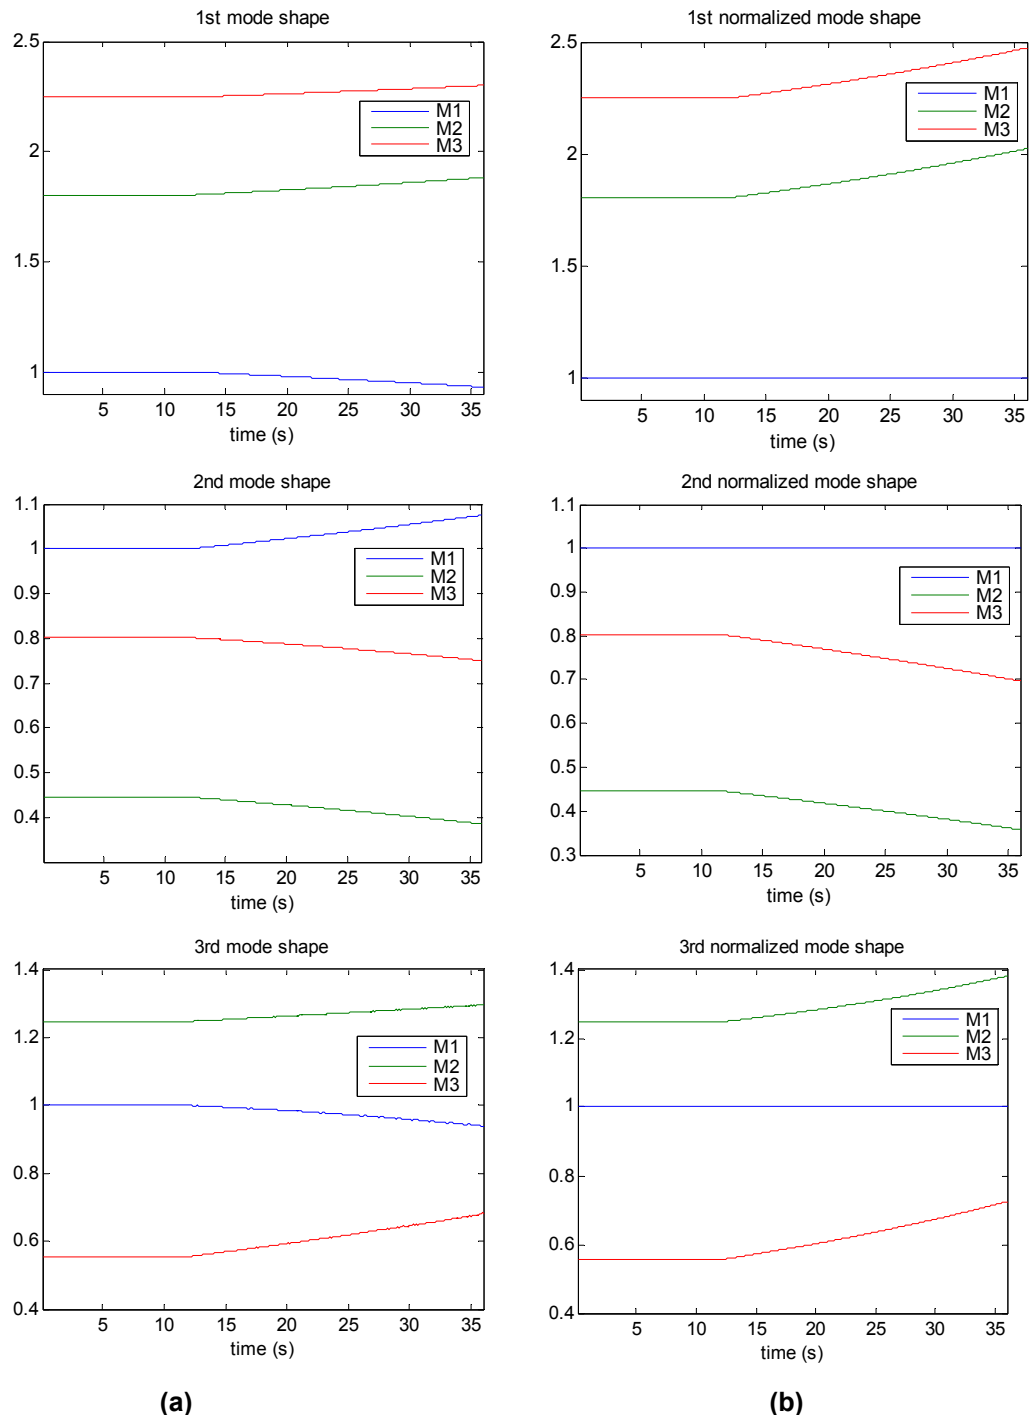 1st mode shape
2.5
2
1.5
1
M1
M2
M3
5 10 15 20 25 30 35
time (s)
1st normalized mode shape
2.5
2
1.5
1
M1
M2
M3
5 10 15 20 25 30 35
time (s)
2nd mode shape
1.1
1
0.9
0.8
0.7
0.6
0.5
0.4
M1
M2
M3
5 10 15 20 25 30 35
time (s)
2nd normalized mode shape
1.1
1
0.9
0.8
0.7
0.6
0.5
0.4
0.3
M1
M2
M3
5 10 15 20 25 30 35
time (s)
3rd mode shape
1.4
1.2
1
0.8
0.6
0.4
M1
M2
M3
5 10 15 20 25 30 35
time (s)
3rd normalized mode shape
1.4
1.2
1
0.8
0.6
0.4
M1
M2
M3
5 10 15 20 25 30 35
time (s)
(a)
(b)